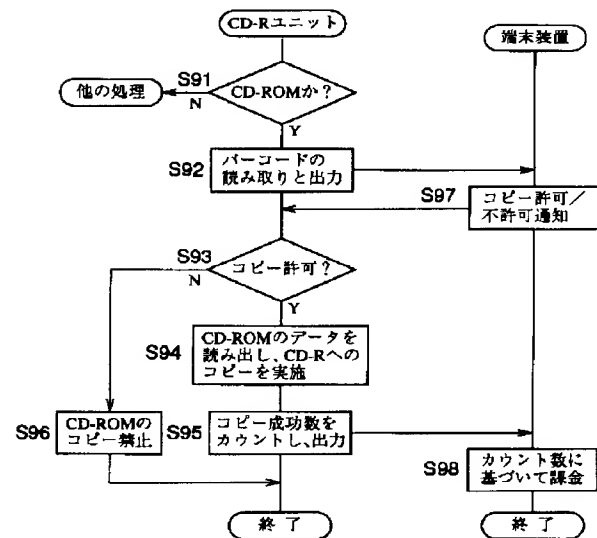 CD-Rユニット
端末装置
S91
他の処理
N
CD-ROMか？
Y
S92
バーコードの
読み取りと出力
S97
コピー許可／
不許可通知
S93
コピー許可？
N
Y
S94
CD-ROMのデータを
読み出し、CD-Rへの
コピーを実施
S96
CD-ROMの
コピー禁止
S95
コピー成功数を
カウントし、出力
S98
カウント数に
基づいて課金
終了
終了